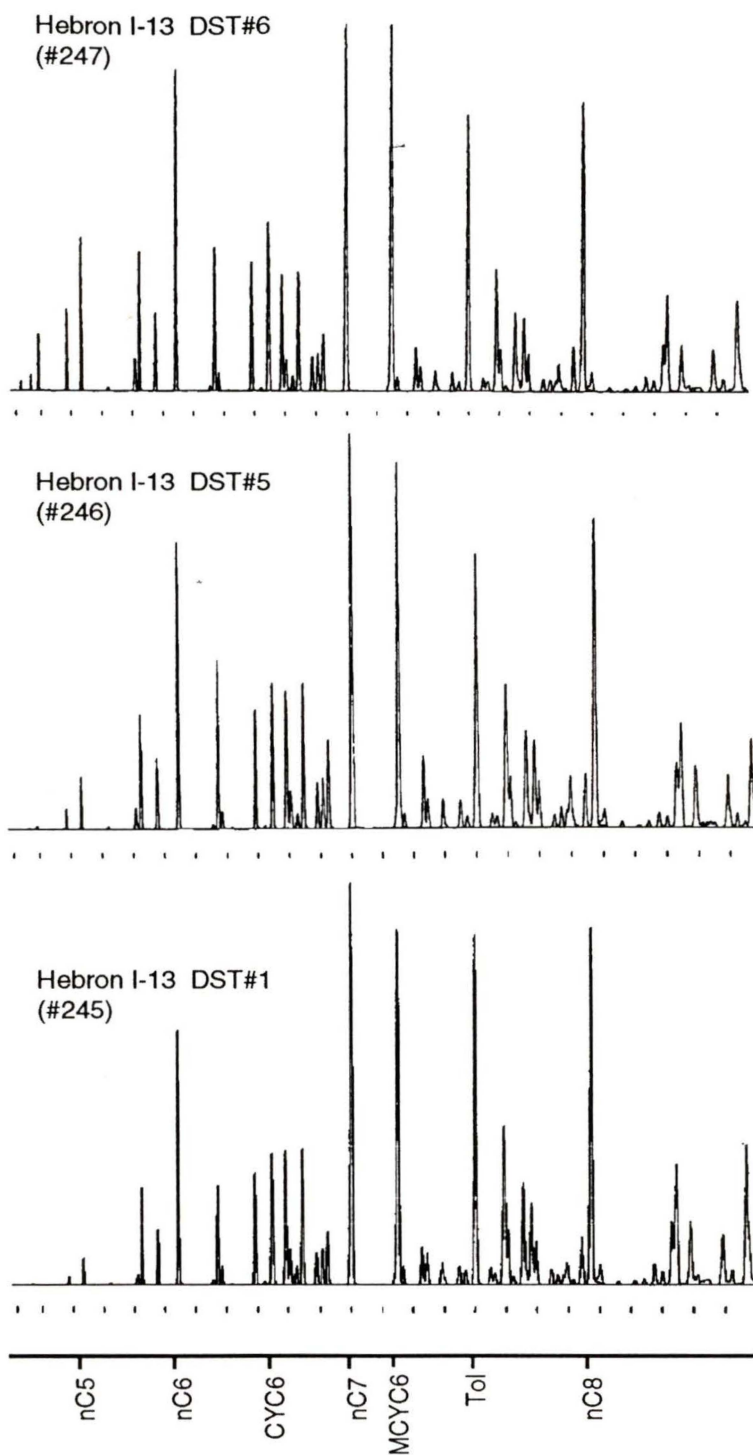 Hebron I-13 DST#6
(#247)
Hebron I-13 DST#5
(#246)
Hebron I-13 DST#1
(#245)
nC5
nC6
CYC6
nC7
MCYC6
Tol
nC8